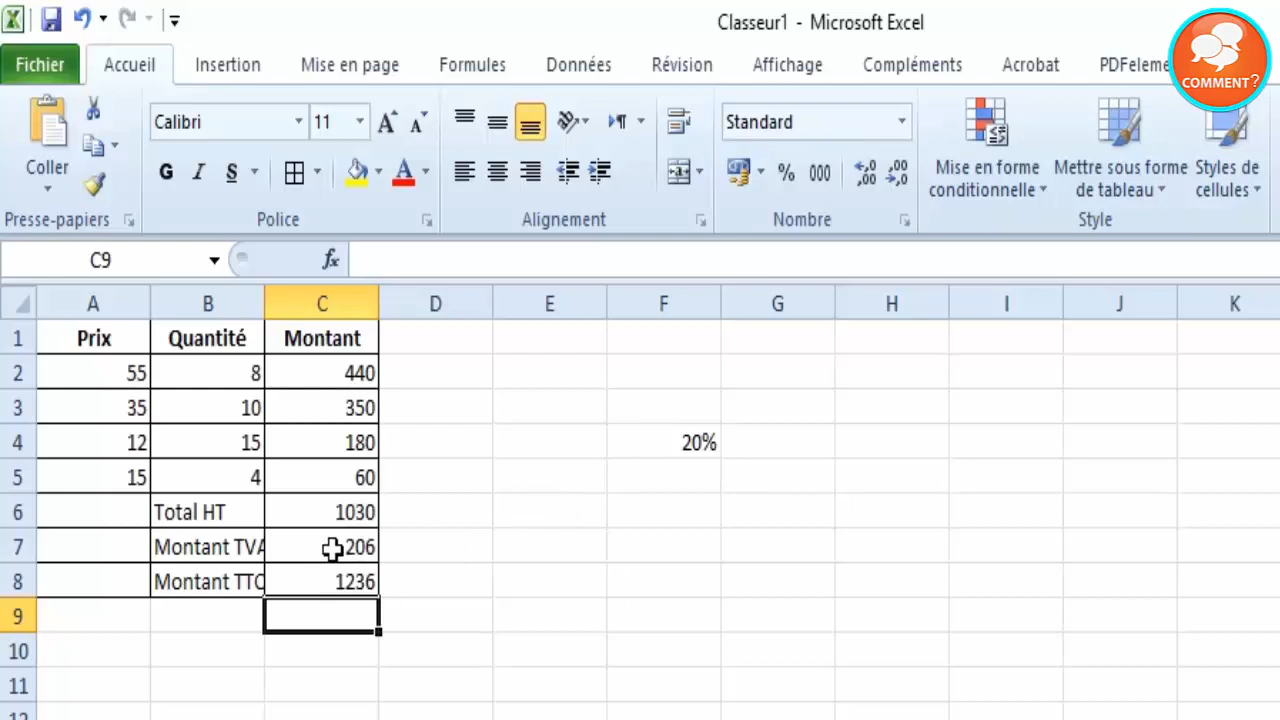 Classeur1 - Microsoft Excel
COMMENT?
Fichier Accueil Insertion Mise en page Formules Données Révision Affichage Compléments Acrobat PDFeleme
Calibri 11 A A Standard
Coller G I S A % 000 ,00 ,00 Mise en forme conditionnelle Mettre sous forme de tableau Styles de cellules
Presse-papiers Police Alignement Nombre Style
C9 fx
A B C D E F G H I J K
1 Prix Quantité Montant
2 55 8 440
3 35 10 350
4 12 15 180 20%
5 15 4 60
6 Total HT 1030
7 Montant TVA 206
8 Montant TTC 1236
9
10
11
12